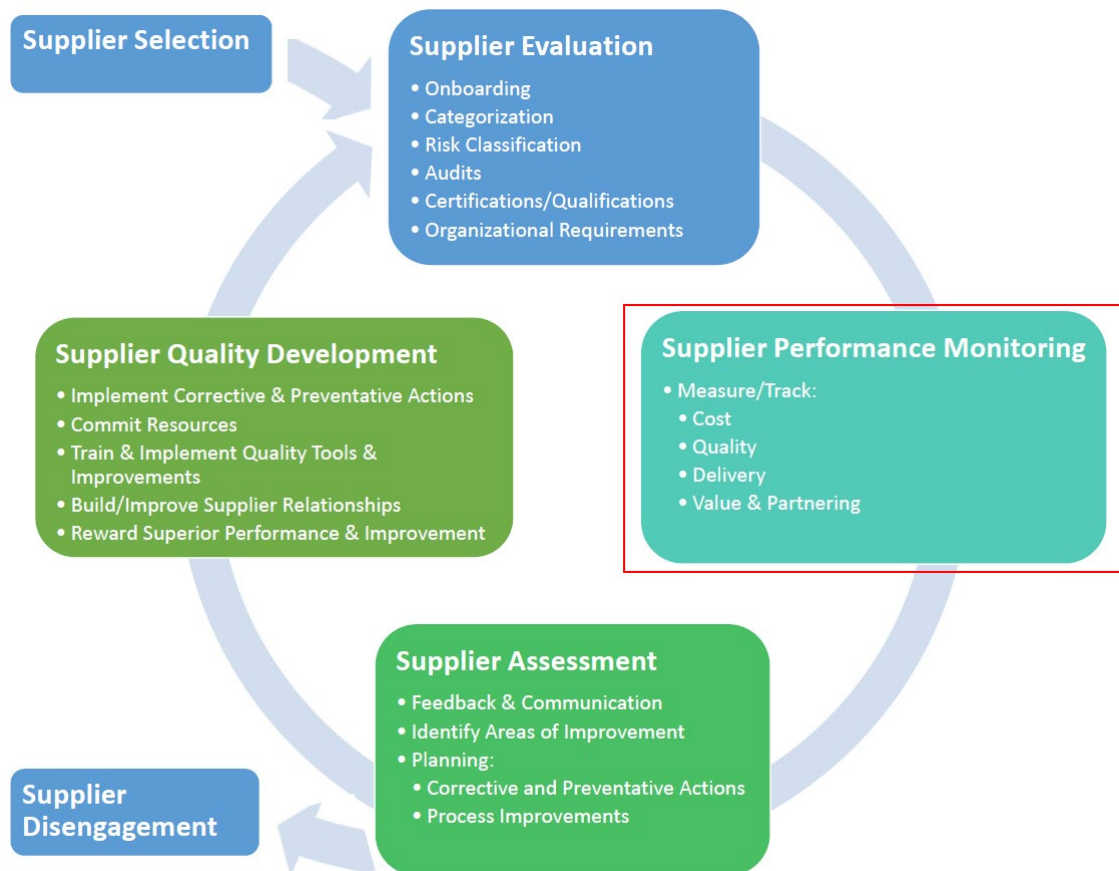 Supplier Selection
Supplier Evaluation
• Onboarding
• Categorization
• Risk Classification
• Audits
• Certifications/Qualifications
• Organizational Requirements
Supplier Performance Monitoring
• Measure/Track:
• Cost
• Quality
• Delivery
• Value & Partnering
Supplier Assessment
• Feedback & Communication
• Identify Areas of Improvement
• Planning:
• Corrective and Preventative Actions
• Process Improvements
Supplier
Disengagement
Supplier Quality Development
• Implement Corrective & Preventative Actions
• Commit Resources
• Train & Implement Quality Tools &
Improvements
• Build/Improve Supplier Relationships
• Reward Superior Performance & Improvement